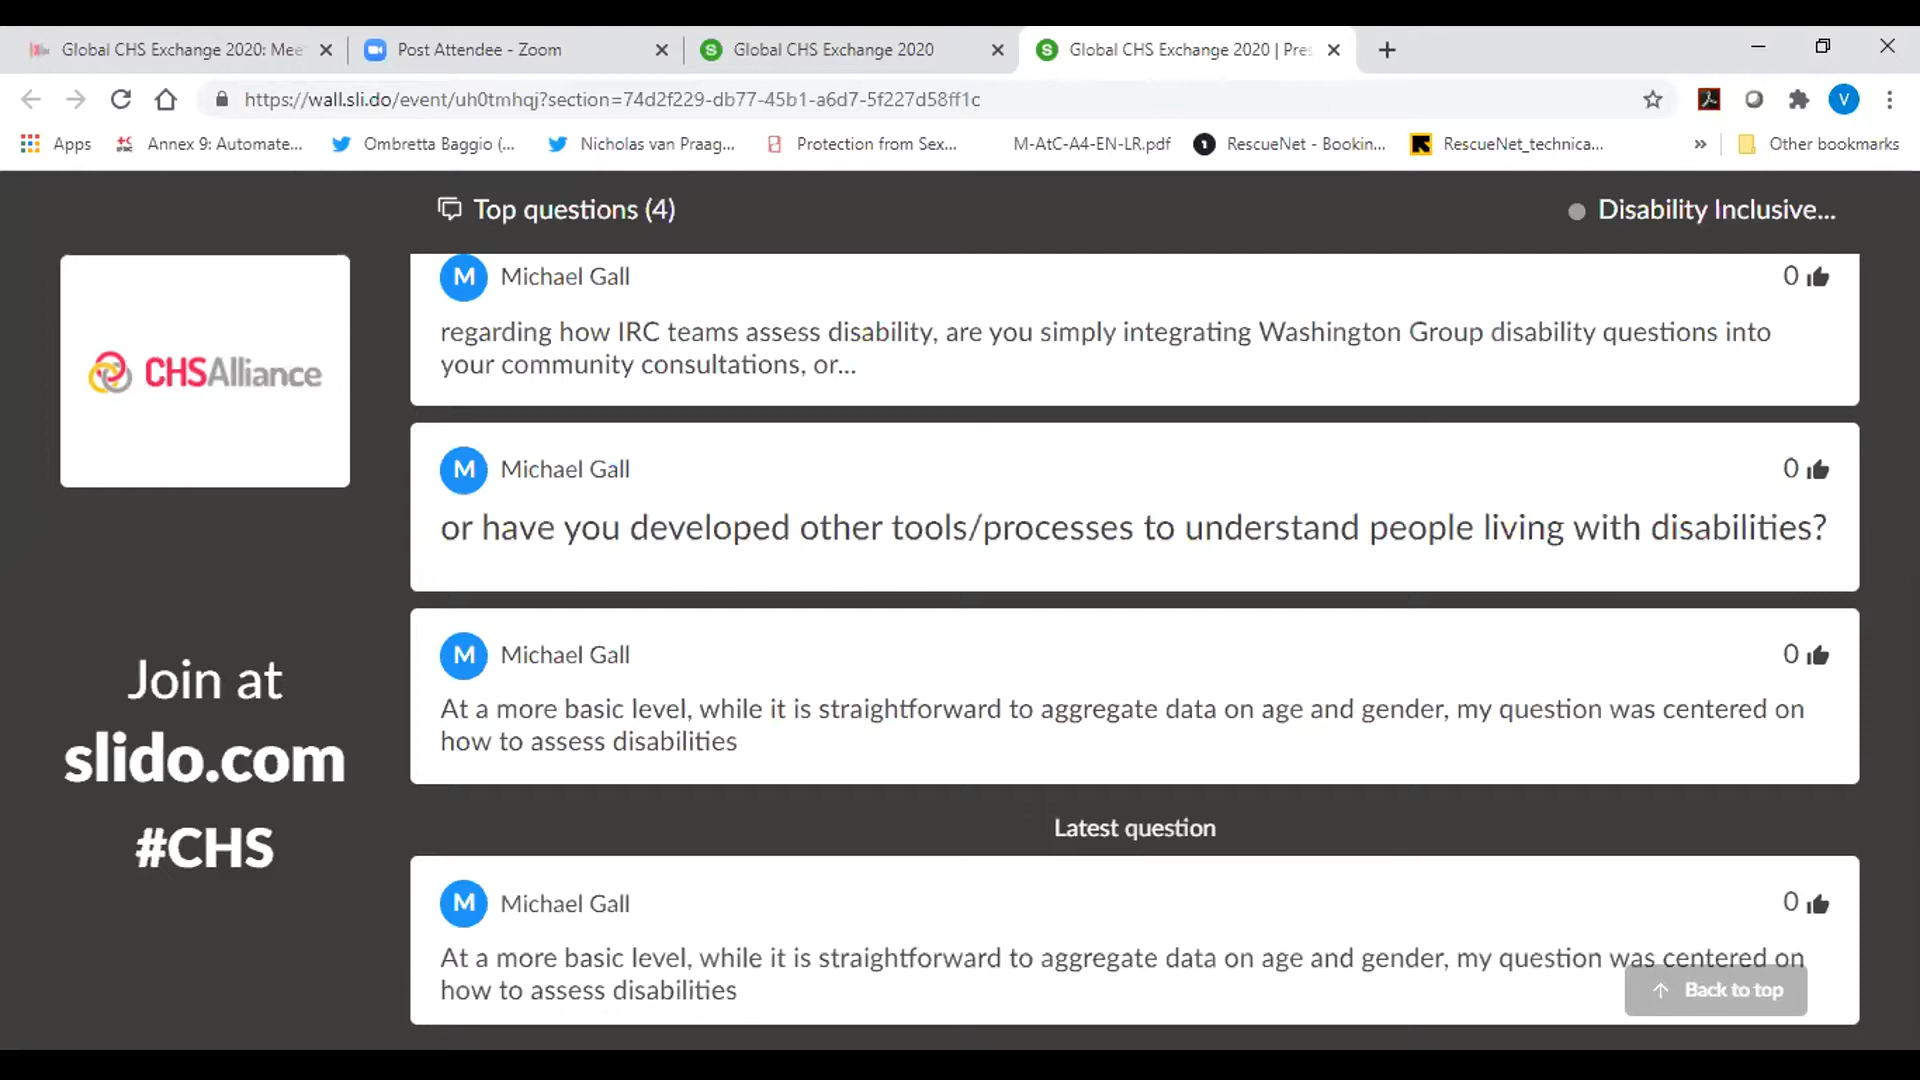 Global CHS Exchange 2020: Mee
Post Attendee - Zoom
Global CHS Exchange 2020
Global CHS Exchange 2020 | Pres
https://wall.sli.do/event/uh0tmhqj?section=74d2f229-db77-45b1-a6d7-5f227d58ff1c
V
Apps
Annex 9: Automate...
Ombretta Baggio (...
Nicholas van Praag...
Protection from Sex...
M-AtC-A4-EN-LR.pdf
RescueNet - Bookin...
RescueNet_technica...
»
Other bookmarks
Top questions (4)
Disability Inclusive...
CHSAlliance
Join at
slido.com
#CHS
M Michael Gall 0
regarding how IRC teams assess disability, are you simply integrating Washington Group disability questions into
your community consultations, or...
M Michael Gall 0
or have you developed other tools/processes to understand people living with disabilities?
M Michael Gall 0
At a more basic level, while it is straightforward to aggregate data on age and gender, my question was centered on
how to assess disabilities
Latest question
M Michael Gall 0
At a more basic level, while it is straightforward to aggregate data on age and gender, my question was centered on
how to assess disabilities
Back to top